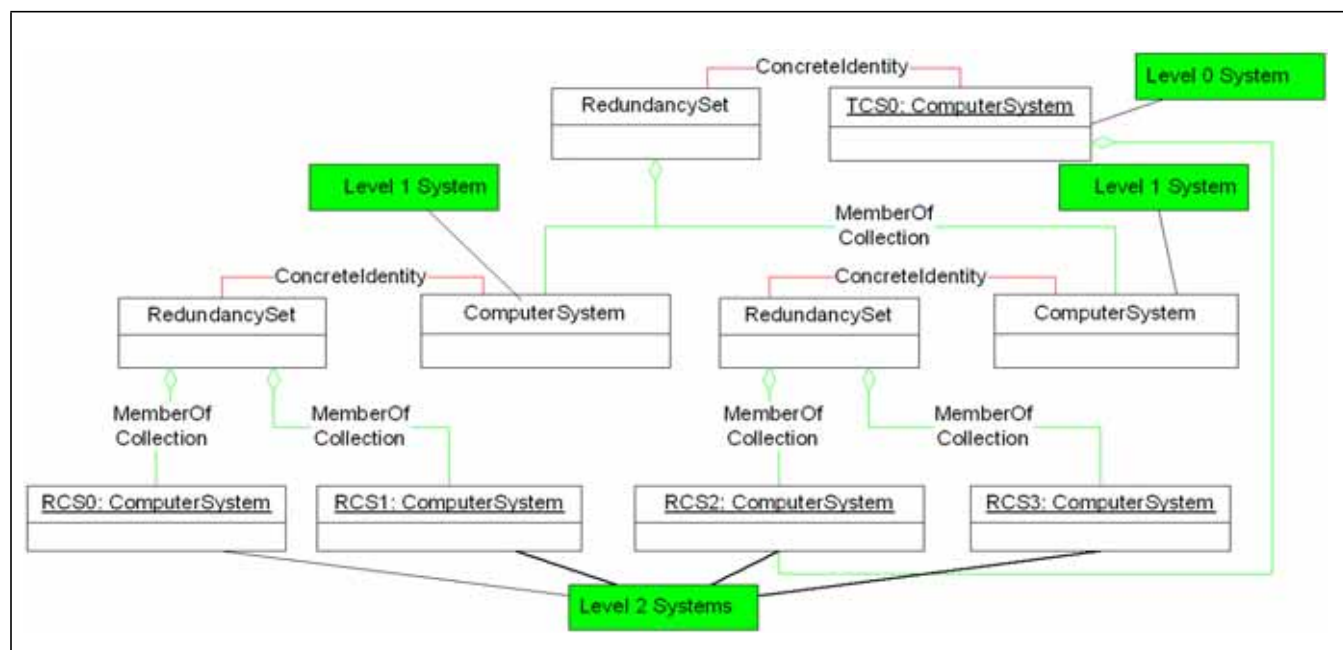 ConcreteIdentity
Level 0 System
RedundancySet
TCS0: ComputerSystem
Level 1 System
Level 1 System
MemberOf
Collection
ConcreteIdentity
ConcreteIdentity
RedundancySet
ComputerSystem
RedundancySet
ComputerSystem
MemberOf
Collection
MemberOf
Collection
MemberOf
Collection
MemberOf
Collection
RCS0: ComputerSystem
RCS1: ComputerSystem
RCS2: ComputerSystem
RCS3: ComputerSystem
Level 2 Systems